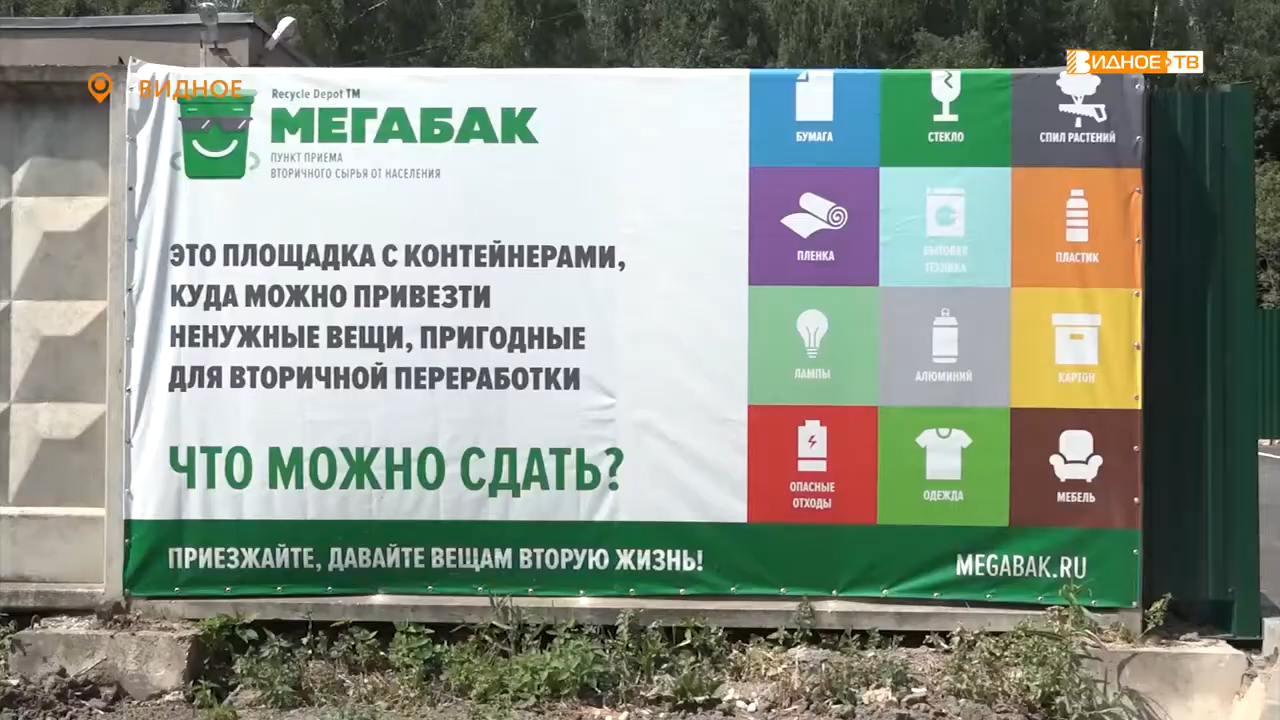 ВИДНОЕ
ВИДНОЕ ТВ
Recycle Depot TM
МЕГАБАК
ПУНКТ ПРИЕМА
ВТОРИЧНОГО СЫРЬЯ ОТ НАСЕЛЕНИЯ
ЭТО ПЛОЩАДКА С КОНТЕЙНЕРАМИ,
КУДА МОЖНО ПРИВЕЗТИ
НЕНУЖНЫЕ ВЕЩИ, ПРИГОДНЫЕ
ДЛЯ ВТОРИЧНОЙ ПЕРЕРАБОТКИ
ЧТО МОЖНО СДАТЬ?
БУМАГА
СТЕКЛО
СПИЛ РАСТЕНИЙ
ПЛЕНКА
БЫТОВАЯ
ТЕХНИКА
ПЛАСТИК
ЛАМПЫ
АЛЮМИНИЙ
КАРТОН
ОПАСНЫЕ
ОТХОДЫ
ОДЕЖДА
МЕБЕЛЬ
ПРИЕЗЖАЙТЕ, ДАВАЙТЕ ВЕЩАМ ВТОРУЮ ЖИЗНЬ!
MEGABAK.RU